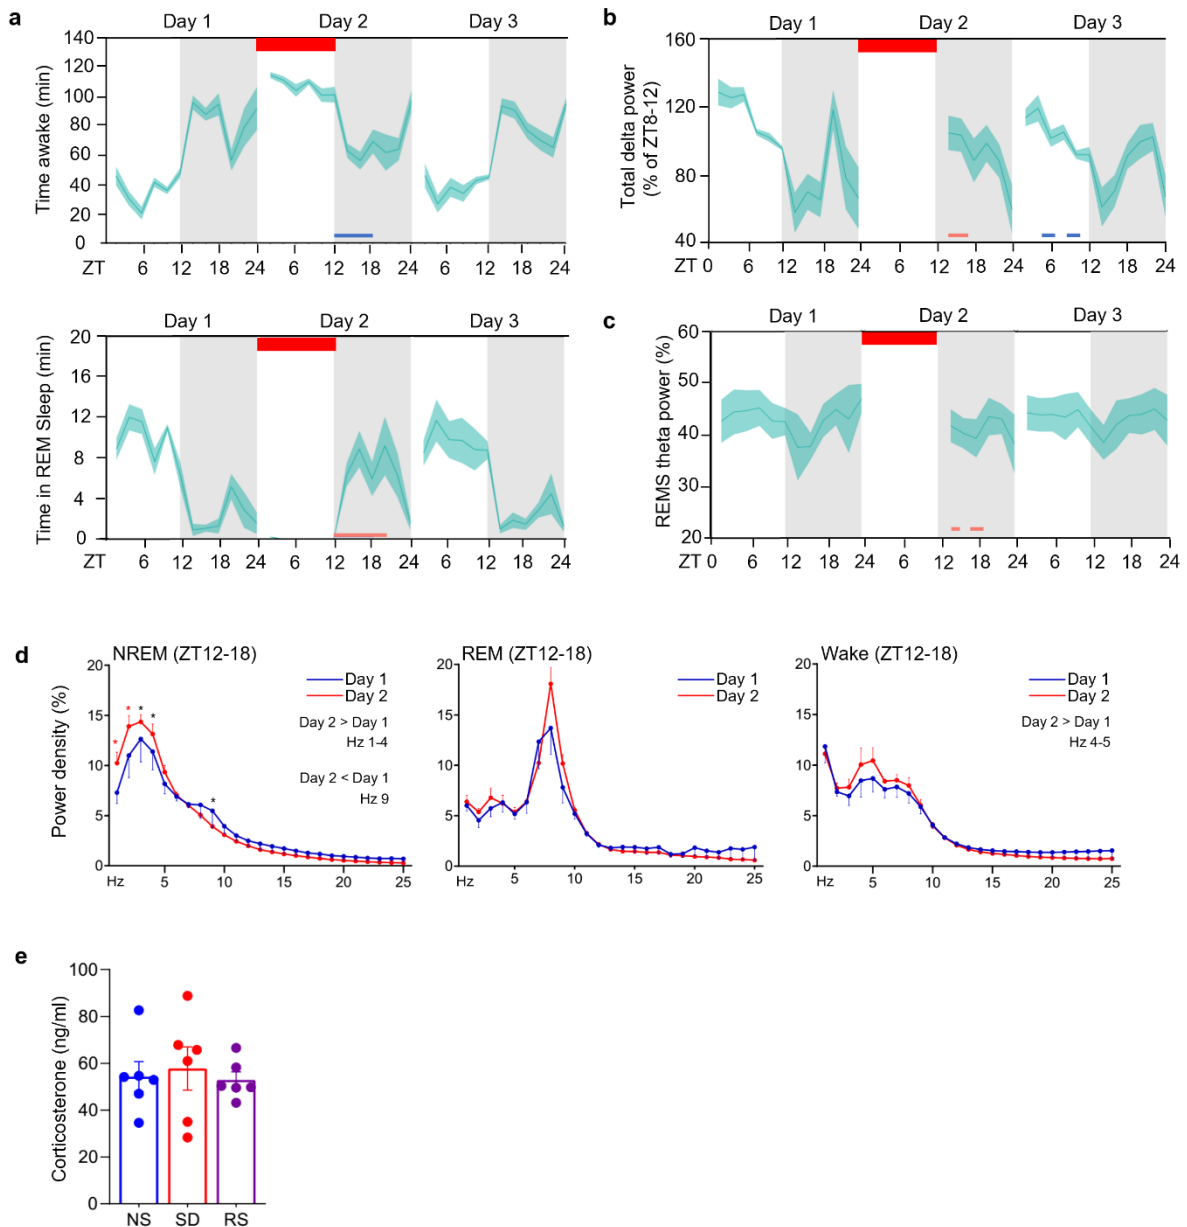 a
Day 1 Day 2 Day 3
Time awake (min)
140
120
100
80
60
40
20
0
ZT 6 12 18 24 6 12 18 24 6 12 18 24
b
Day 1 Day 2 Day 3
Total delta power
(% of ZT8-12)
160
120
80
40
ZT 0 6 12 18 24 6 12 18 24 6 12 18 24
Day 1 Day 2 Day 3
Time in REM Sleep (min)
20
16
12
8
4
0
ZT 6 12 18 24 6 12 18 24 6 12 18 24
c
Day 1 Day 2 Day 3
REMS theta power (%)
60
50
40
30
20
ZT 0 6 12 18 24 6 12 18 24 6 12 18 24
d
NREM (ZT12-18)
Power density (%)
20
15
10
5
Day 1
Day 2
* * * * *
Day 2 > Day 1
Hz 1-4
Day 2 < Day 1
Hz 9
Hz 5 10 15 20 25
REM (ZT12-18)
20
15
10
5
Day 1
Day 2
Hz 5 10 15 20 25
Wake (ZT12-18)
20
15
10
5
Day 1
Day 2
Day 2 > Day 1
Hz 4-5
Hz 5 10 15 20 25
e
Corticosterone (ng/ml)
100
80
60
40
20
0
NS SD RS